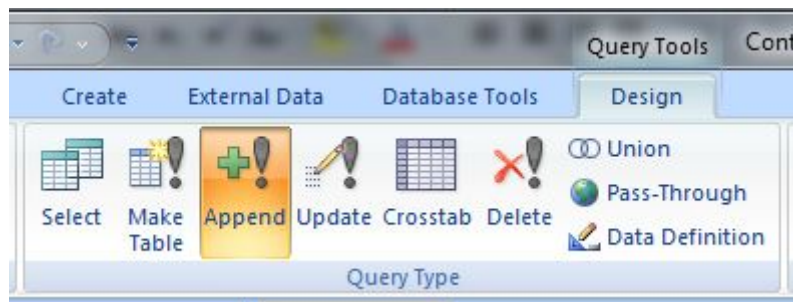 Query Tools Cont
Create External Data Database Tools Design
Select Make Table Append Update Crosstab Delete
Union
Pass-Through
Data Definition
Query Type